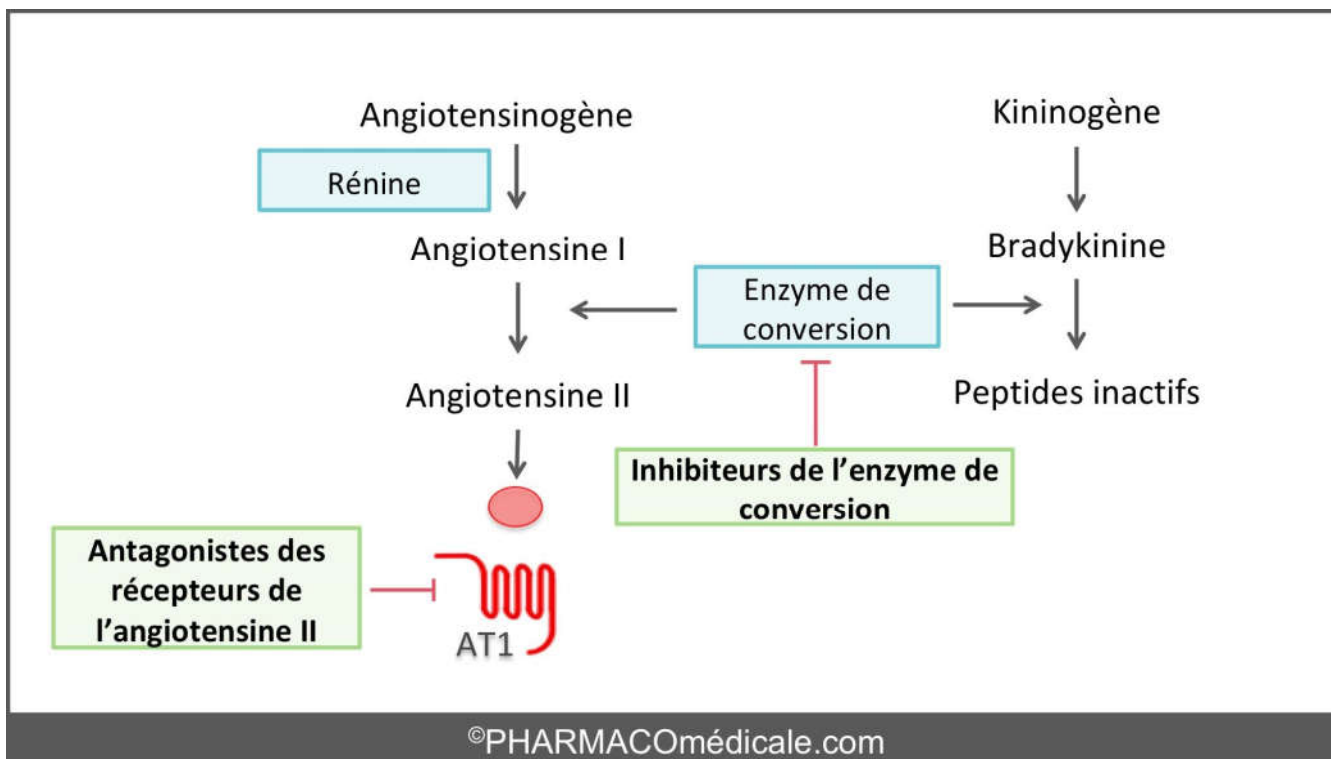 Angiotensinogène
Kininogène
Rénine
Angiotensine I
Bradykinine
Enzyme de
conversion
Angiotensine II
Peptides inactifs
Inhibiteurs de l’enzyme de
conversion
Antagonistes des
récepteurs de
l’angiotensine II
AT1
©PHARMACOmédicale.com